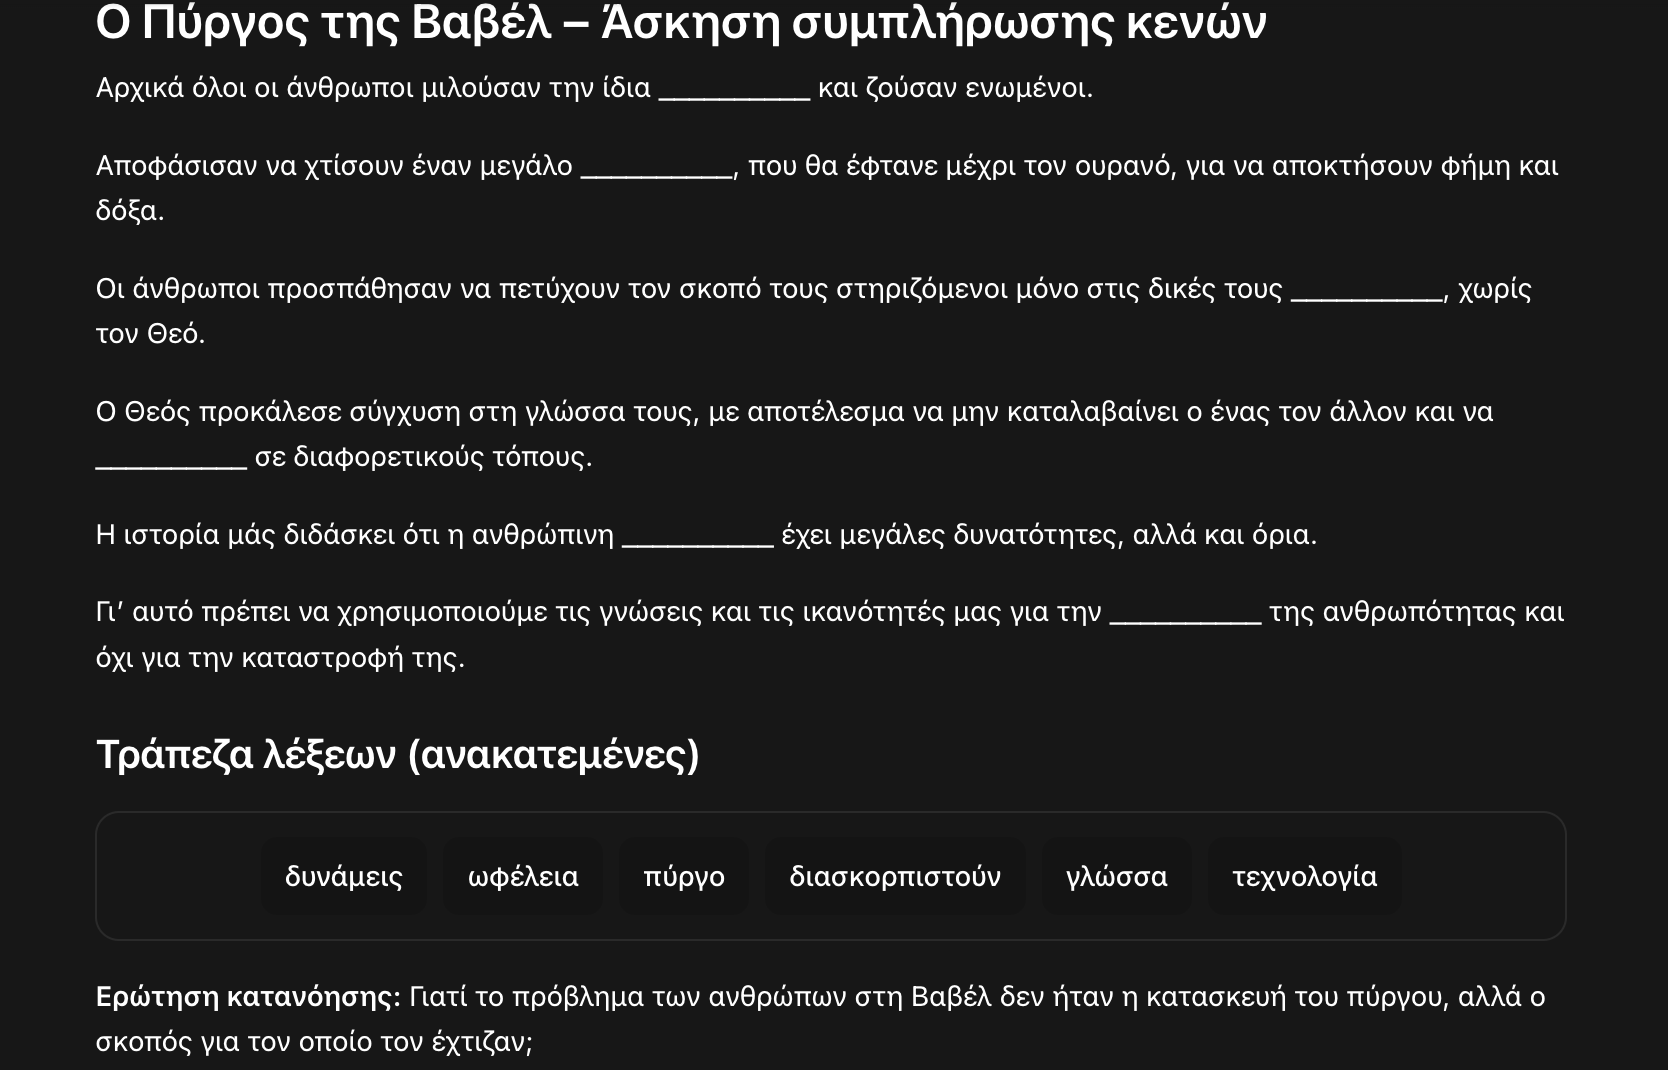 Ο Πύργος της Βαβέλ – Άσκηση συμπλήρωσης κενών
Αρχικά όλοι οι άνθρωποι μιλούσαν την ίδια __________ και ζούσαν ενωμένοι.
Αποφάσισαν να χτίσουν έναν μεγάλο __________, που θα έφτανε μέχρι τον ουρανό, για να αποκτήσουν φήμη και
δόξα.
Οι άνθρωποι προσπάθησαν να πετύχουν τον σκοπό τους στηριζόμενοι μόνο στις δικές τους __________, χωρίς
τον Θεό.
Ο Θεός προκάλεσε σύγχυση στη γλώσσα τους, με αποτέλεσμα να μην καταλαβαίνει ο ένας τον άλλον και να
__________ σε διαφορετικούς τόπους.
Η ιστορία μάς διδάσκει ότι η ανθρώπινη __________ έχει μεγάλες δυνατότητες, αλλά και όρια.
Γι’ αυτό πρέπει να χρησιμοποιούμε τις γνώσεις και τις ικανότητές μας για την __________ της ανθρωπότητας και
όχι για την καταστροφή της.
Τράπεζα λέξεων (ανακατεμένες)
δυνάμεις ωφέλεια πύργο διασκορπιστούν γλώσσα τεχνολογία
Ερώτηση κατανόησης: Γιατί το πρόβλημα των ανθρώπων στη Βαβέλ δεν ήταν η κατασκευή του πύργου, αλλά ο
σκοπός για τον οποίο τον έχτιζαν;